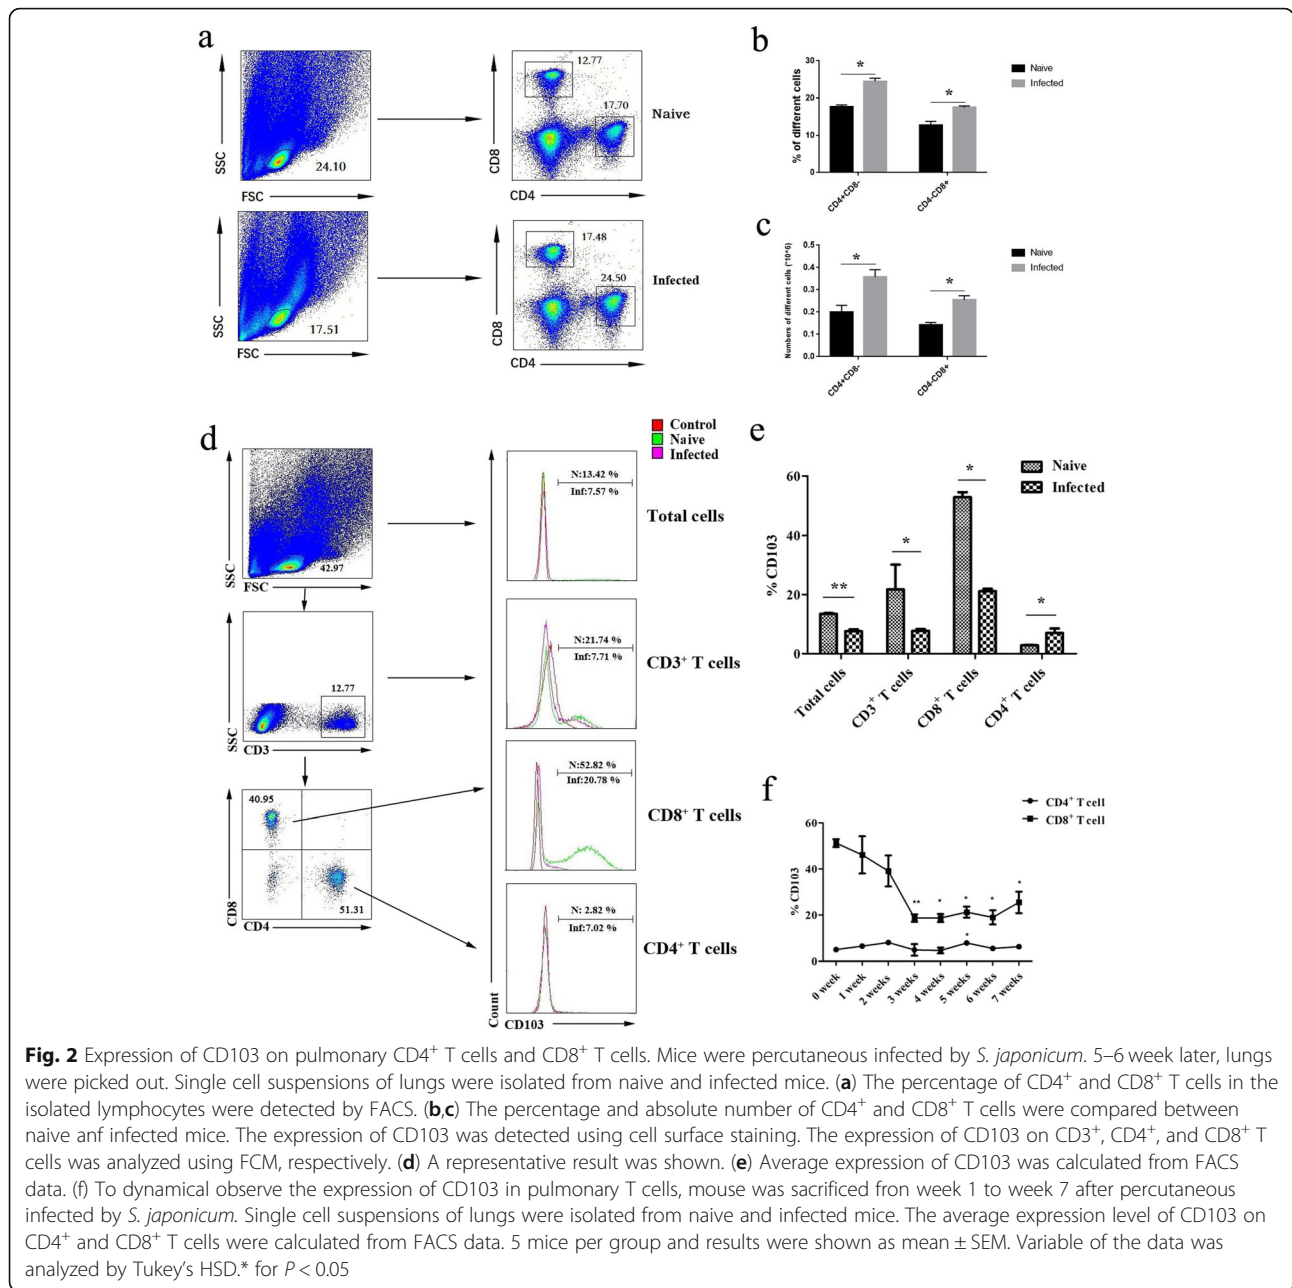 a
SSC
24.10
FSC
CD8
12.77
17.70
CD4
Naive
SSC
17.51
FSC
CD8
17.48
24.50
CD4
Infected
b
% of different cells
30
20
10
0
*
*
CD4+CD8-
CD4-CD8+
Naive
Infected
c
Numbers of different cells (*10^6)
0.5
0.4
0.3
0.2
0.1
0.0
*
*
CD4+CD8-
CD4-CD8+
Naive
Infected
d
SSC
42.97
FSC
SSC
12.77
CD3
CD8
40.95
51.31
CD4
Control
Naive
Infected
N:13.42 %
Inf:7.57 %
Total cells
N:21.74 %
Inf:7.71 %
CD3+ T cells
N:52.82 %
Inf:20.78 %
CD8+ T cells
N: 2.82 %
Inf:7.02 %
CD4+ T cells
Count
CD103
e
% CD103
60
40
20
0
**
*
*
*
Total cells
CD3+ T cells
CD8+ T cells
CD4+ T cells
Naive
Infected
f
% CD103
60
40
20
0
**
*
*
*
*
*
0 week
1 week
2 weeks
3 weeks
4 weeks
5 weeks
6 weeks
7 weeks
CD4+ T cell
CD8+ T cell
Fig. 2 Expression of CD103 on pulmonary CD4+ T cells and CD8+ T cells. Mice were percutaneous infected by S. japonicum. 5–6 week later, lungs
were picked out. Single cell suspensions of lungs were isolated from naive and infected mice. (a) The percentage of CD4+ and CD8+ T cells in the
isolated lymphocytes were detected by FACS. (b,c) The percentage and absolute number of CD4+ and CD8+ T cells were compared between
naive anf infected mice. The expression of CD103 was detected using cell surface staining. The expression of CD103 on CD3+, CD4+, and CD8+ T
cells was analyzed using FCM, respectively. (d) A representative result was shown. (e) Average expression of CD103 was calculated from FACS
data. (f) To dynamical observe the expression of CD103 in pulmonary T cells, mouse was sacrificed fron week 1 to week 7 after percutaneous
infected by S. japonicum. Single cell suspensions of lungs were isolated from naive and infected mice. The average expression level of CD103 on
CD4+ and CD8+ T cells were calculated from FACS data. 5 mice per group and results were shown as mean ± SEM. Variable of the data was
analyzed by Tukey's HSD.* for P < 0.05